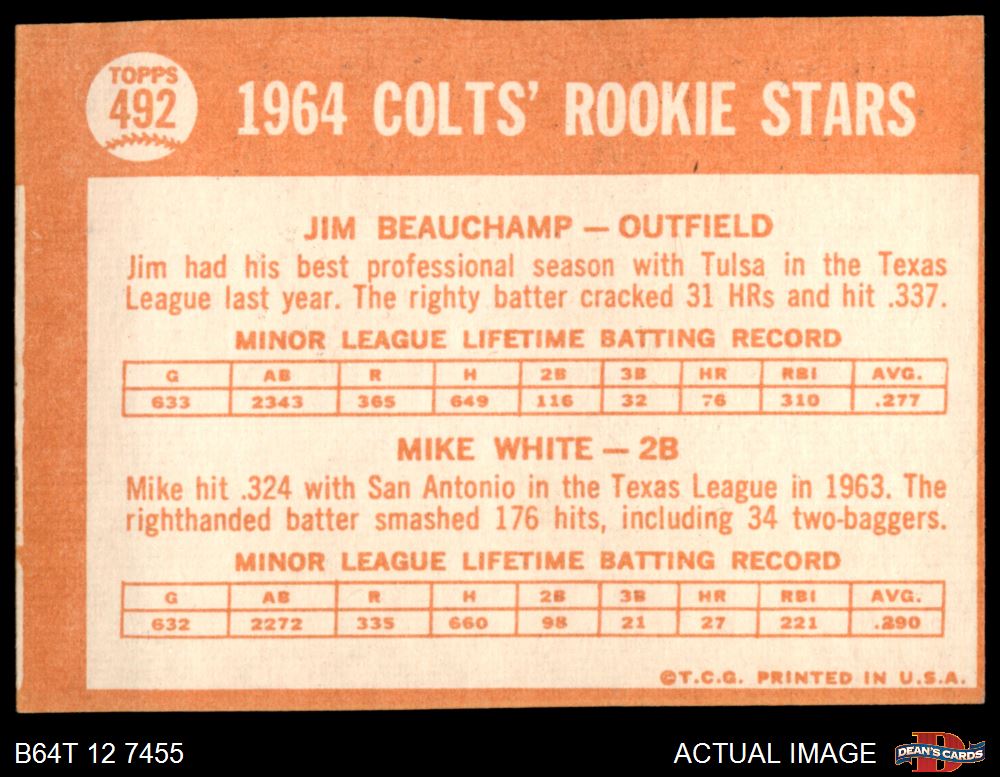 TOPPS
492
1964 COLTS' ROOKIE STARS
JIM BEAUCHAMP — OUTFIELD
Jim had his best professional season with Tulsa in the Texas
League last year. The righty batter cracked 31 HRs and hit .337.
MINOR LEAGUE LIFETIME BATTING RECORD
G AB R H 2B 3B HR RBI AVG.
633 2343 365 649 116 32 76 310 .277
MIKE WHITE — 2B
Mike hit .324 with San Antonio in the Texas League in 1963. The
righthanded batter smashed 176 hits, including 34 two-baggers.
MINOR LEAGUE LIFETIME BATTING RECORD
G AB R H 2B 3B HR RBI AVG.
632 2272 335 660 98 21 27 221 .290
©T.C.G. PRINTED IN U.S.A.
B64T 12 7455
ACTUAL IMAGE
D
DEAN'S CARDS